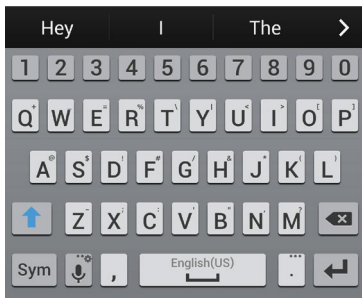 Hey I The
1 2 3 4 5 6 7 8 9 0
Q+ W E= R% T\ Y| U< I> O[ P]
A@ S$ D! F# G/ H& J* K( L)
Z- X' C: V" B N, M?
Sym , English(US) .